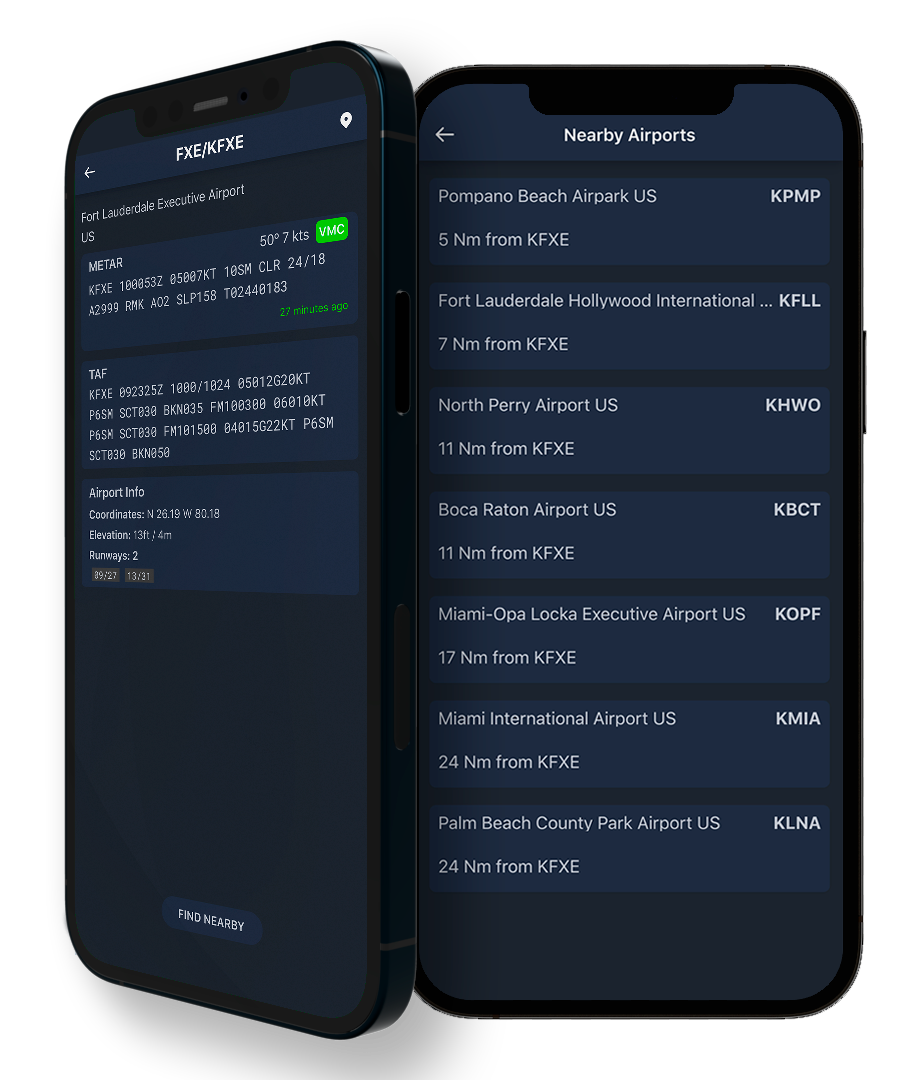 FXE/KFXE
Fort Lauderdale Executive Airport
US
METAR
50° 7 kts VMC
KFXE 100053Z 05007KT 10SM CLR 24/18
A2999 RMK AO2 SLP158 T02440183
27 minutes ago
TAF
KFXE 092325Z 1000/1024 05012G20KT
P6SM SCT030 BKN035 FM100300 06010KT
P6SM SCT030 FM101500 04015G22KT P6SM
SCT030 BKN050
Airport Info
Coordinates: N 26.19 W 80.18
Elevation: 13ft / 4m
Runways: 2
09/27 13/31
FIND NEARBY
Nearby Airports
Pompano Beach Airpark US KPMP
5 Nm from KFXE
Fort Lauderdale Hollywood International ... KFLL
7 Nm from KFXE
North Perry Airport US KHWO
11 Nm from KFXE
Boca Raton Airport US KBCT
11 Nm from KFXE
Miami-Opa Locka Executive Airport US KOPF
17 Nm from KFXE
Miami International Airport US KMIA
24 Nm from KFXE
Palm Beach County Park Airport US KLNA
24 Nm from KFXE